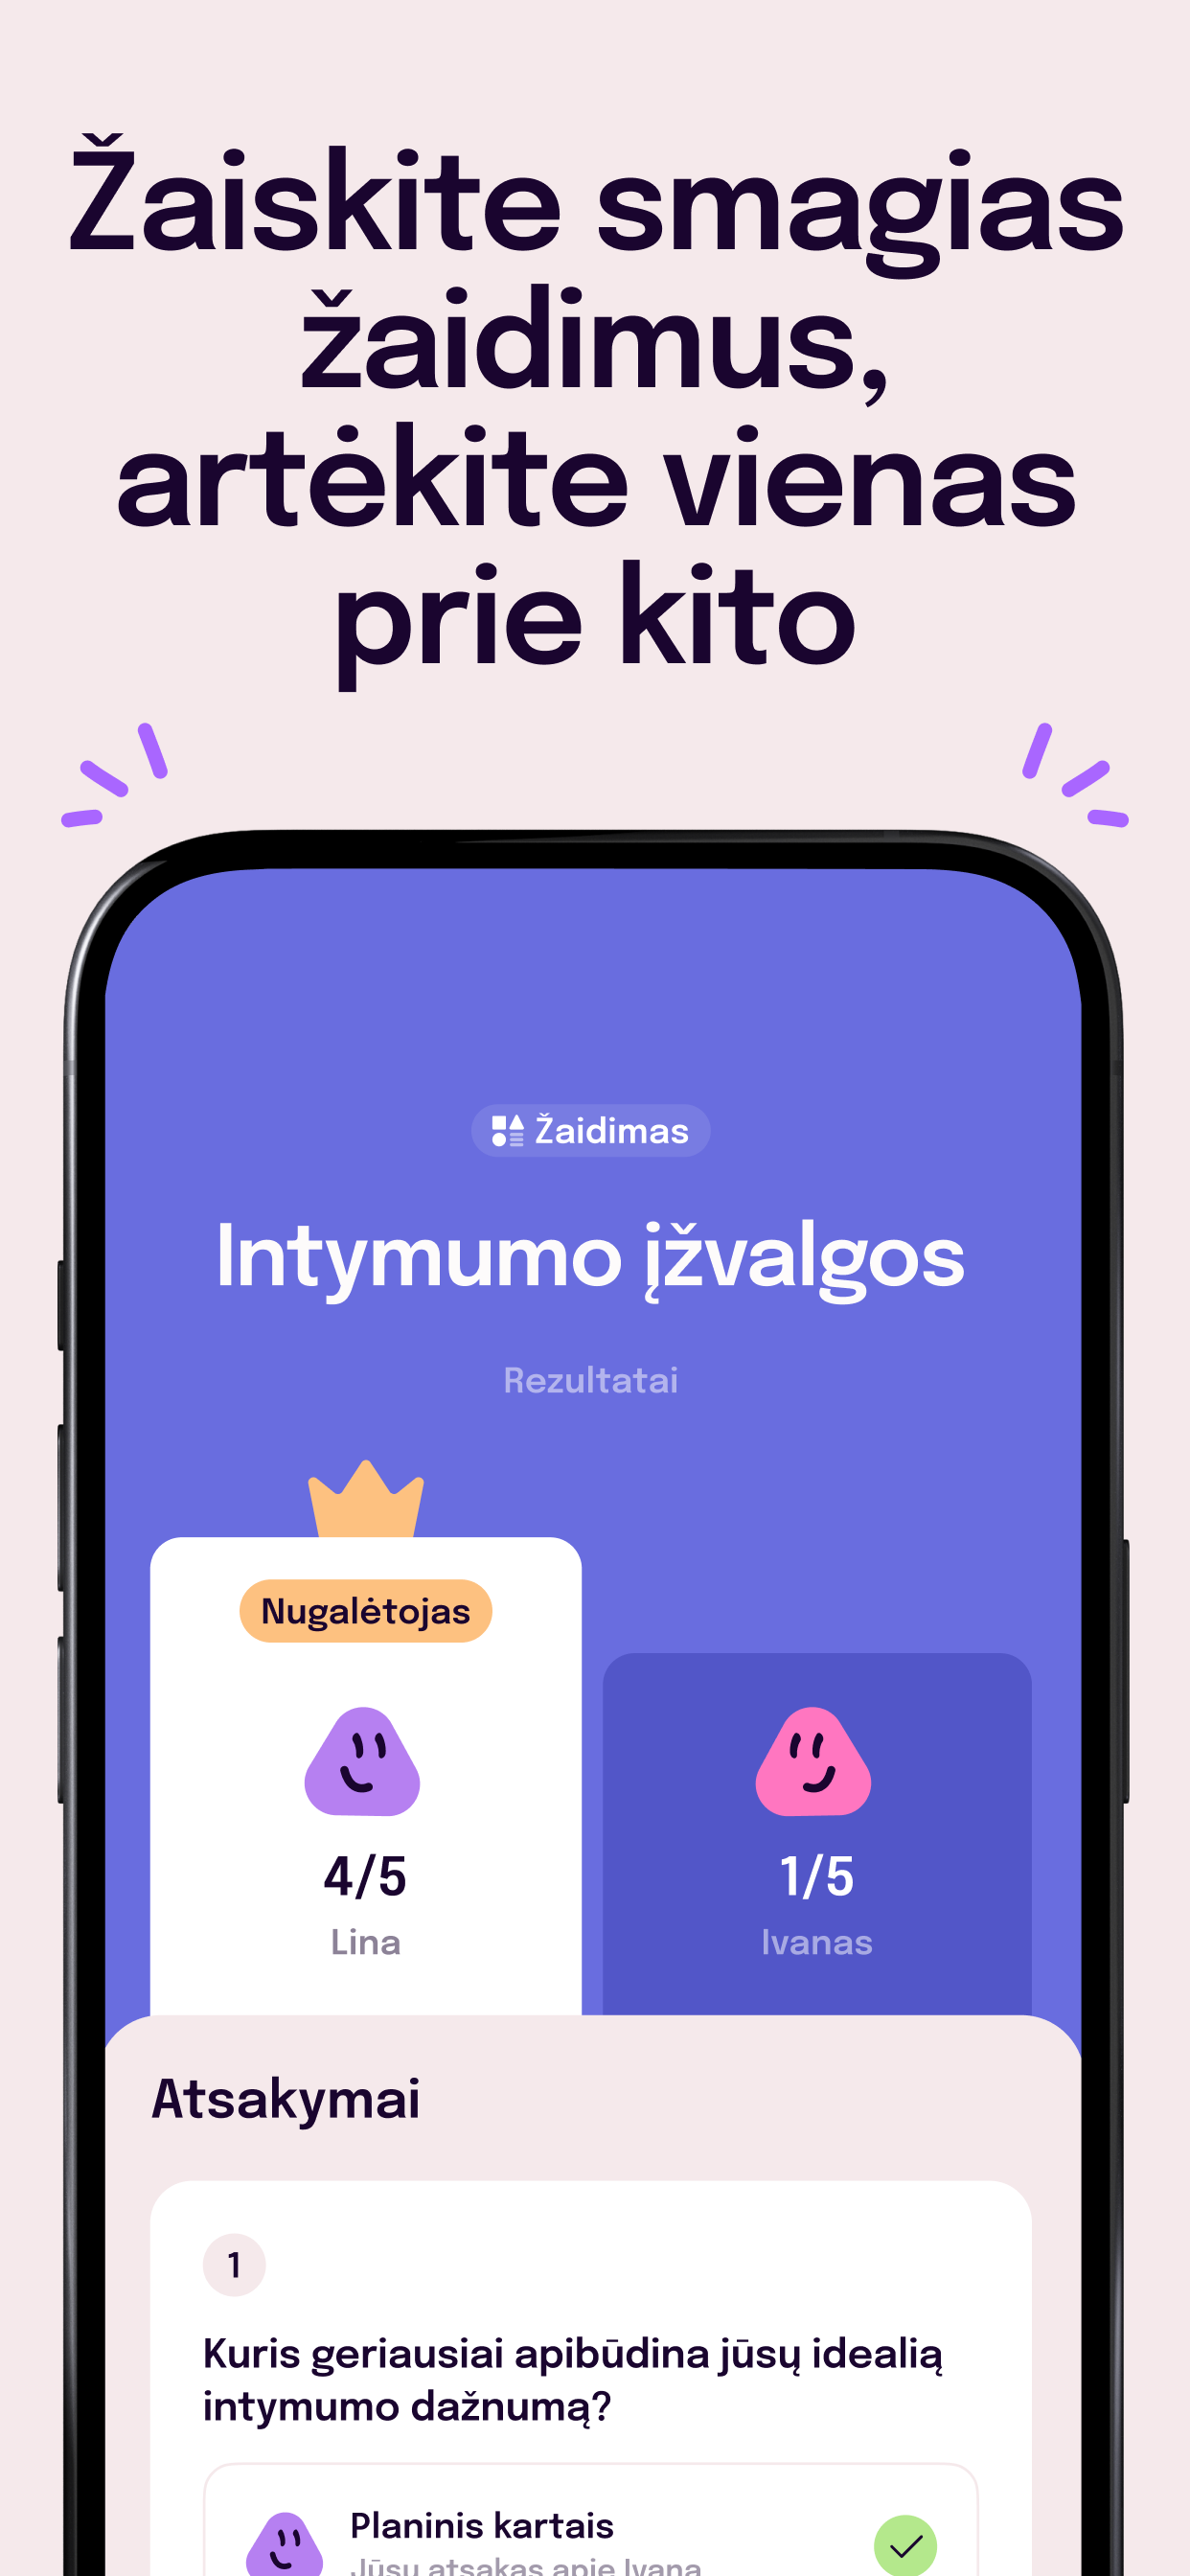 Žaiskite smagias
žaidimus,
artėkite vienas
prie kito
Žaidimas
Intymumo įžvalgos
Rezultatai
Nugalėtojas
4/5
Lina
1/5
Ivanas
Atsakymai
1
Kuris geriausiai apibūdina jūsų idealią
intymumo dažnumą?
Planinis kartais
Jūsų atsakas apie Ivaną